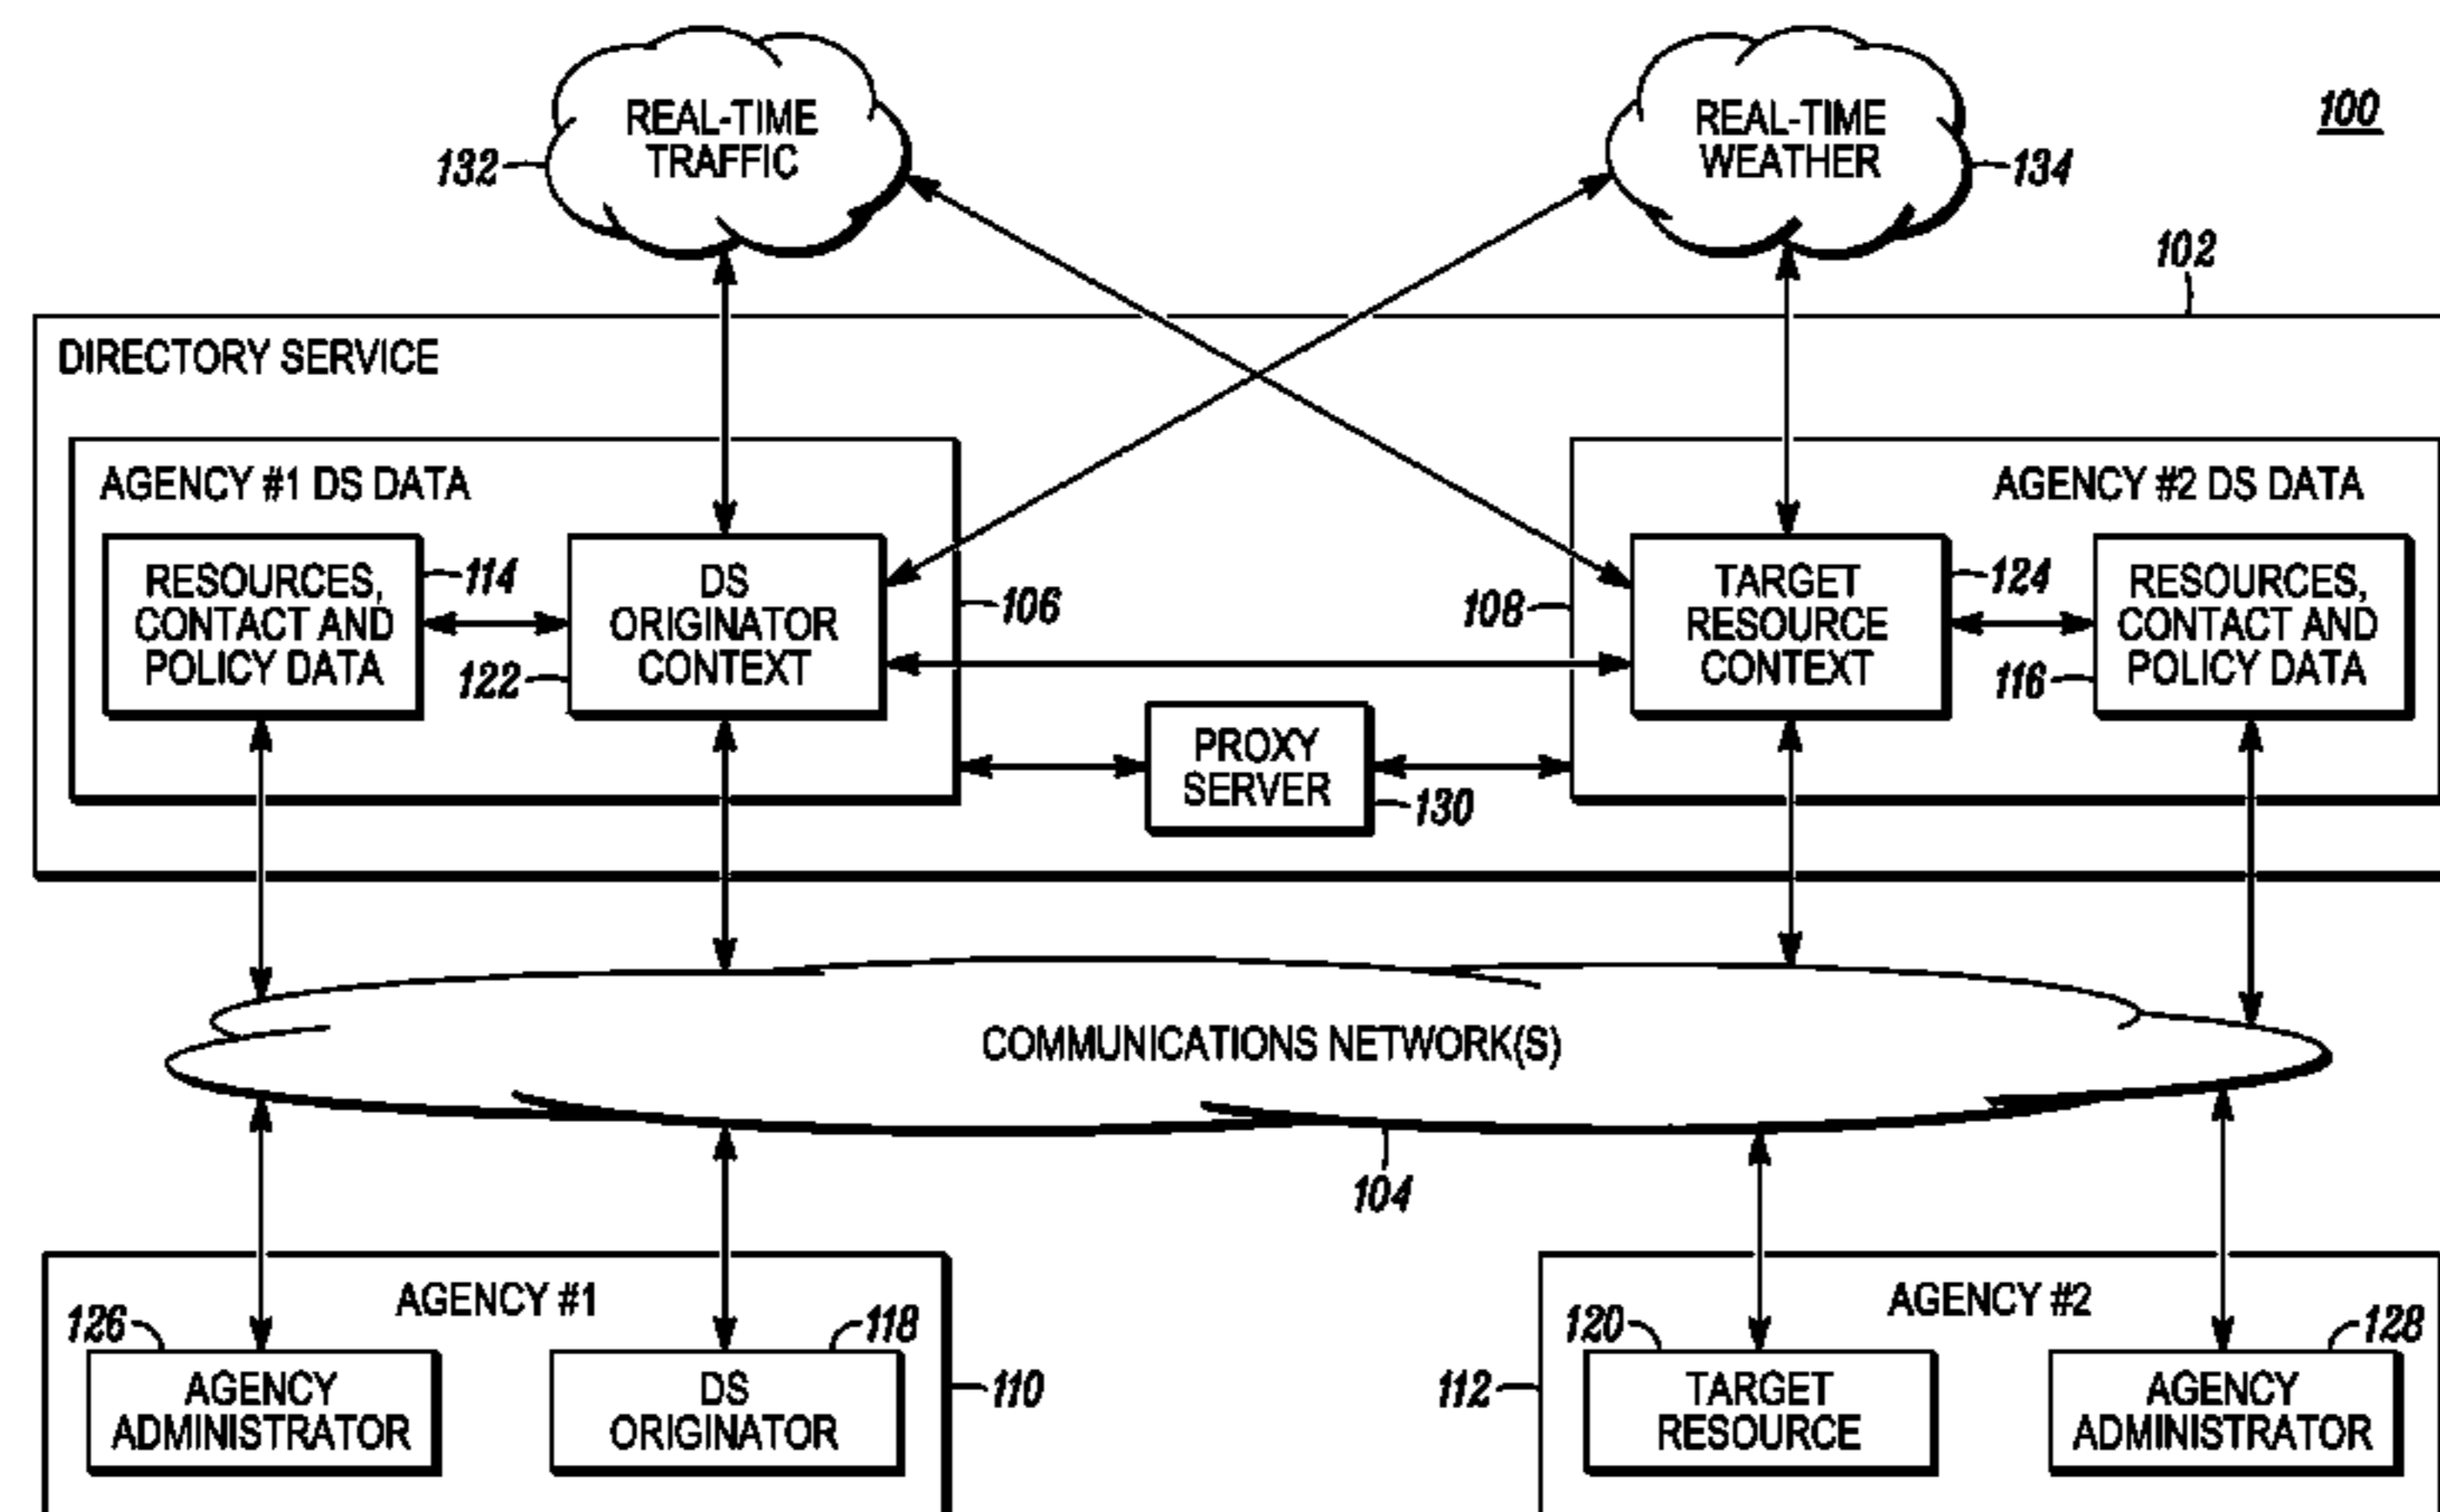 REAL-TIME
TRAFFIC
132
REAL-TIME
WEATHER
134
100
102
DIRECTORY SERVICE
AGENCY #1 DS DATA
RESOURCES,
CONTACT AND
POLICY DATA
114
DS
ORIGINATOR
CONTEXT
122
106
AGENCY #2 DS DATA
108
TARGET
RESOURCE
CONTEXT
124
RESOURCES,
CONTACT AND
POLICY DATA
116
PROXY
SERVER
130
COMMUNICATIONS NETWORK(S)
104
AGENCY #1
126
AGENCY
ADMINISTRATOR
118
DS
ORIGINATOR
110
AGENCY #2
112
120
TARGET
RESOURCE
128
AGENCY
ADMINISTRATOR